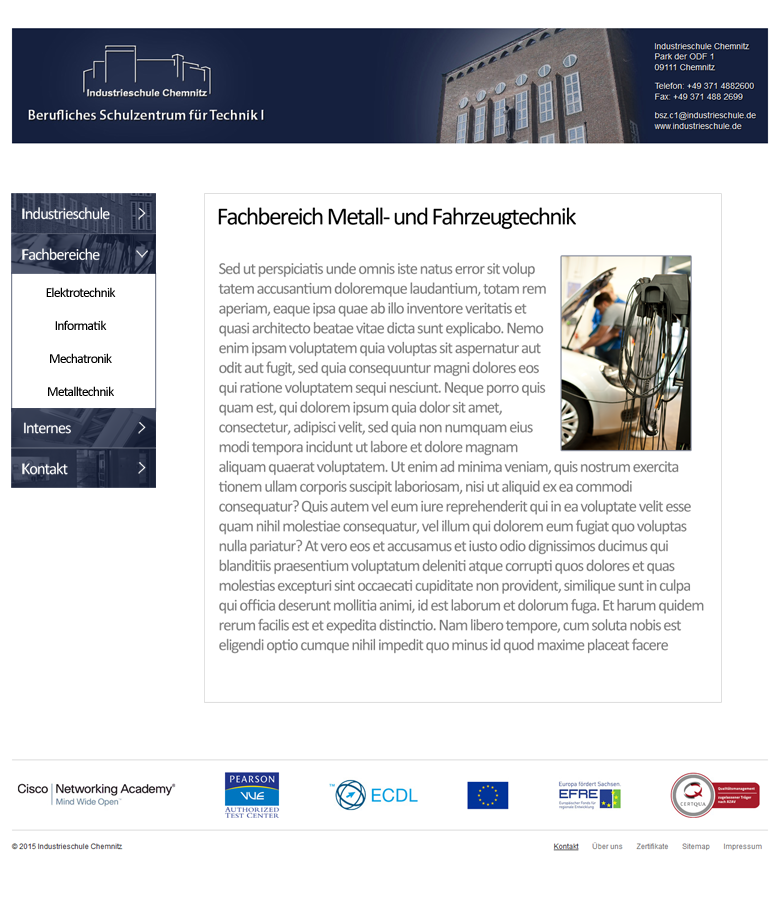 Industrieschule Chemnitz
Berufliches Schulzentrum für Technik I
Industrieschule Chemnitz
Park der ODF 1
09111 Chemnitz
Telefon: +49 371 4882600
Fax: +49 371 488 2699
bsz.c1@industrieschule.de
www.industrieschule.de
Industrieschule
Fachbereiche
Elektrotechnik
Informatik
Mechatronik
Metalltechnik
Internes
Kontakt
Fachbereich Metall- und Fahrzeugtechnik
Sed ut perspiciatis unde omnis iste natus error sit volup
tatem accusantium doloremque laudantium, totam rem
aperiam, eaque ipsa quae ab illo inventore veritatis et
quasi architecto beatae vitae dicta sunt explicabo. Nemo
enim ipsam voluptatem quia voluptas sit aspernatur aut
odit aut fugit, sed quia consequuntur magni dolores eos
qui ratione voluptatem sequi nesciunt. Neque porro quis
quam est, qui dolorem ipsum quia dolor sit amet,
consectetur, adipisci velit, sed quia non numquam eius
modi tempora incidunt ut labore et dolore magnam
aliquam quaerat voluptatem. Ut enim ad minima veniam, quis nostrum exercita
tionem ullam corporis suscipit laboriosam, nisi ut aliquid ex ea commodi
consequatur? Quis autem vel eum iure reprehenderit qui in ea voluptate velit esse
quam nihil molestiae consequatur, vel illum qui dolorem eum fugiat quo voluptas
nulla pariatur? At vero eos et accusamus et iusto odio dignissimos ducimus qui
blanditiis praesentium voluptatum deleniti atque corrupti quos dolores et quas
molestias excepturi sint occaecati cupiditate non provident, similique sunt in culpa
qui officia deserunt mollitia animi, id est laborum et dolorum fuga. Et harum quidem
rerum facilis est et expedita distinctio. Nam libero tempore, cum soluta nobis est
eligendi optio cumque nihil impedit quo minus id quod maxime placeat facere
Cisco Networking Academy®
Mind Wide Open™
PEARSON
VUE
AUTHORIZED
TEST CENTER
™ ECDL
Europa fördert Sachsen.
EFRE
Europäischer Fonds für
regionale Entwicklung
CERTQUA
Qualitätsmanagement
Zugelassener Träger
nach AZAV
© 2015 Industrieschule Chemnitz
Kontakt Über uns Zertifikate Sitemap Impressum